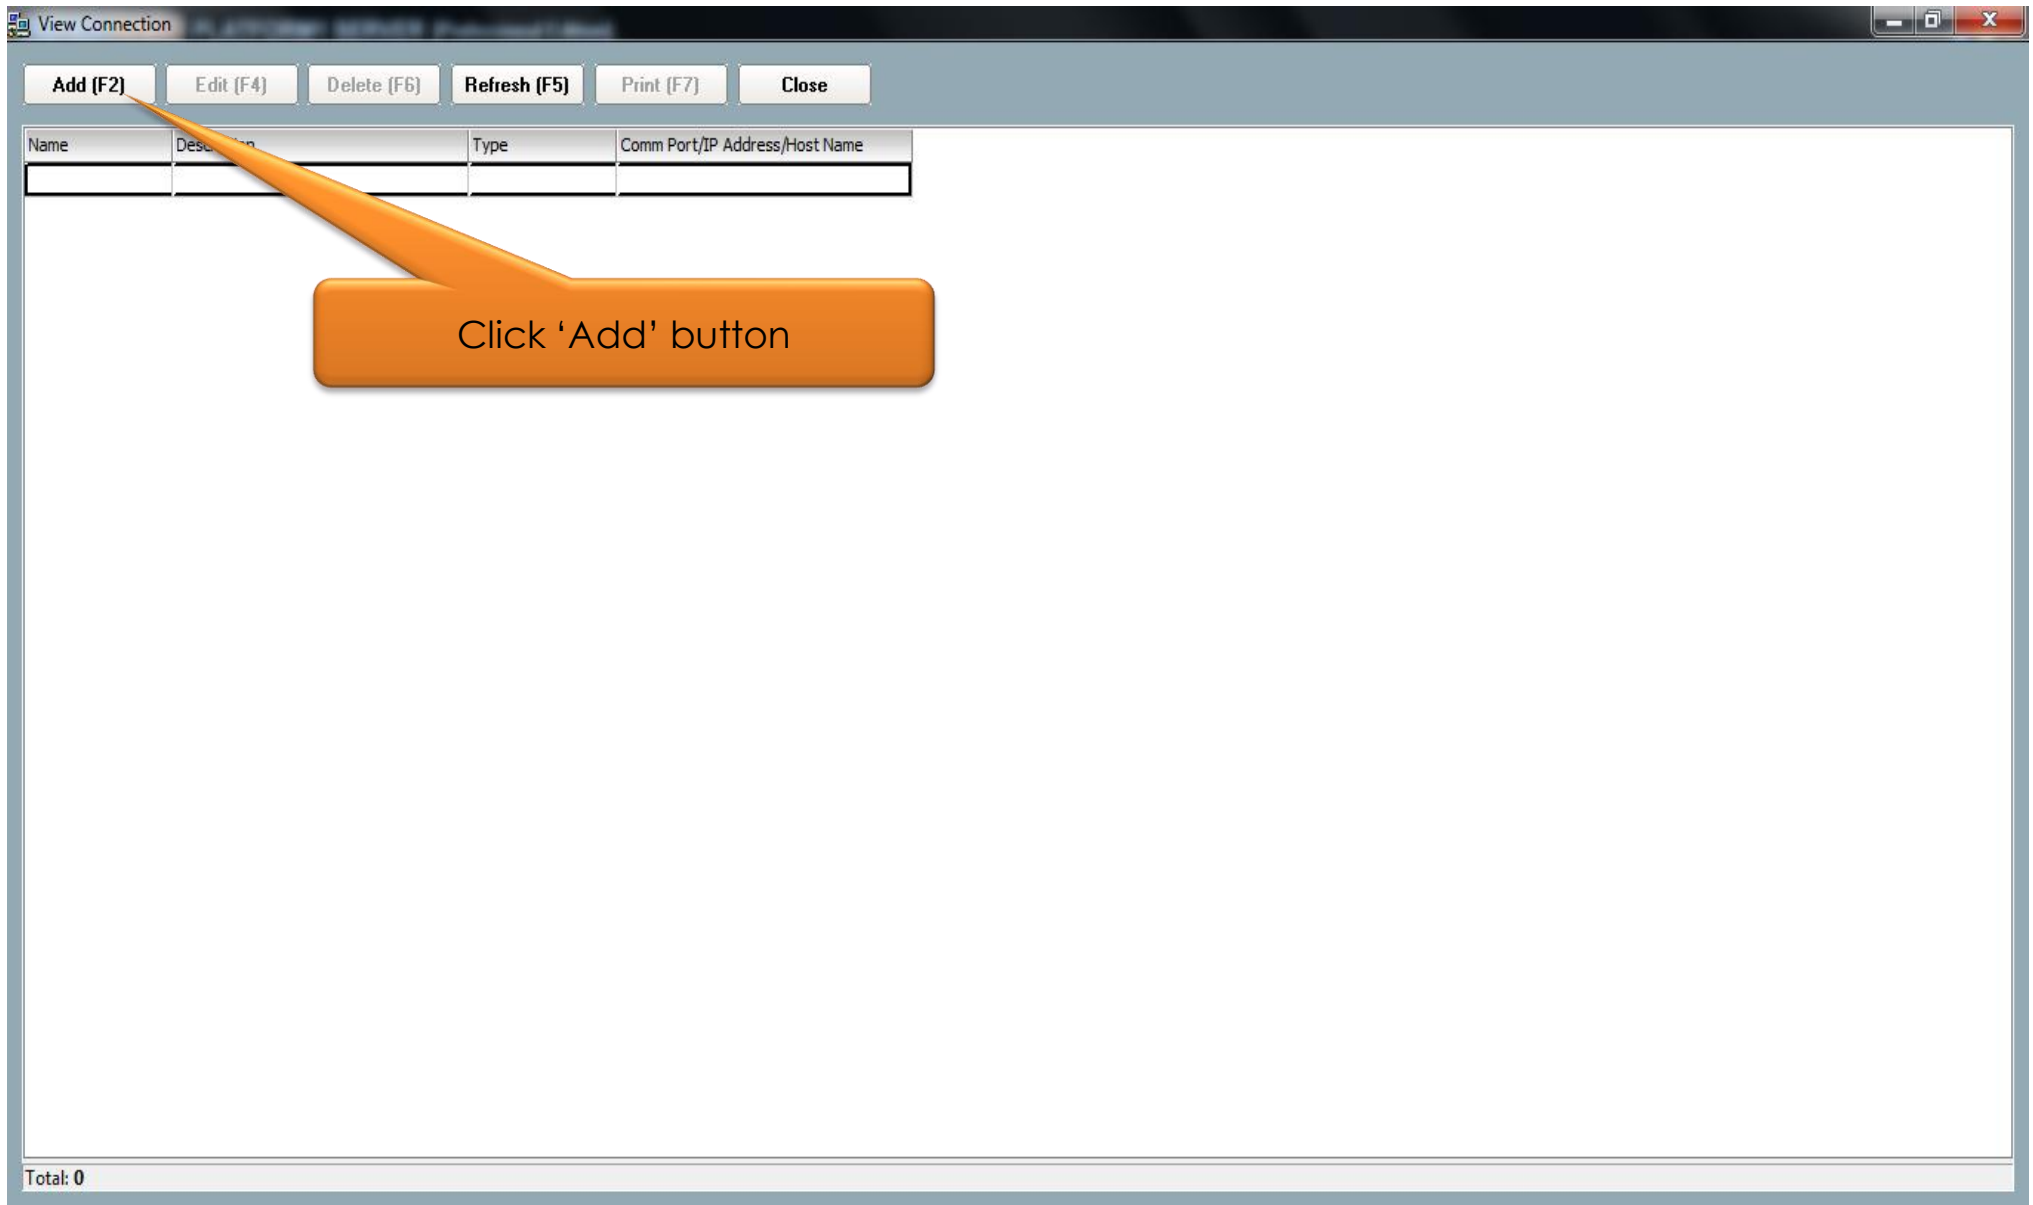 View Connection
Add (F2) Edit (F4) Delete (F6) Refresh (F5) Print (F7) Close
Name Type Comm Port/IP Address/Host Name
Click ‘Add’ button
Total: 0